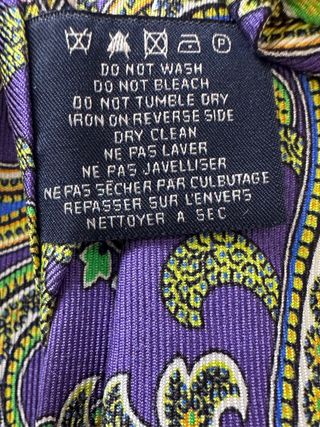 DO NOT WASH
DO NOT BLEACH
DO NOT TUMBLE DRY
IRON ON REVERSE SIDE
DRY CLEAN
NE PAS LAVER
NE PAS JAVELLISER
NE PAS SÈCHER PAR CULBUTAGE
REPASSER SUR L'ENVERS
NETTOYER A SEC